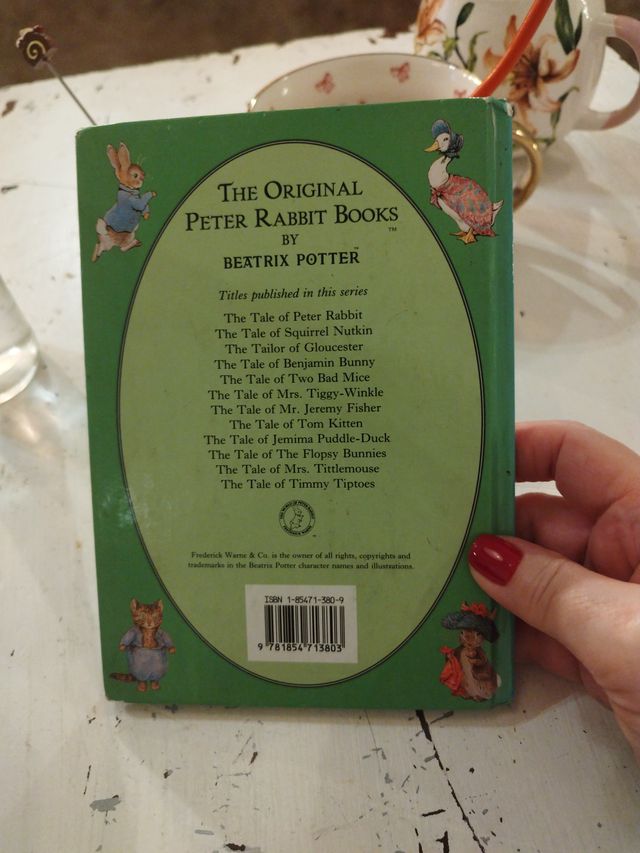 THE ORIGINAL
PETER RABBIT BOOKS™
BY
BEATRIX POTTER™
Titles published in this series
The Tale of Peter Rabbit
The Tale of Squirrel Nutkin
The Tailor of Gloucester
The Tale of Benjamin Bunny
The Tale of Two Bad Mice
The Tale of Mrs. Tiggy-Winkle
The Tale of Mr. Jeremy Fisher
The Tale of Tom Kitten
The Tale of Jemima Puddle-Duck
The Tale of The Flopsy Bunnies
The Tale of Mrs. Tittlemouse
The Tale of Timmy Tiptoes
Frederick Warne & Co. is the owner of all rights, copyrights and
trademarks in the Beatrix Potter character names and illustrations.
ISBN 1-85471-380-9
9 781854 713803